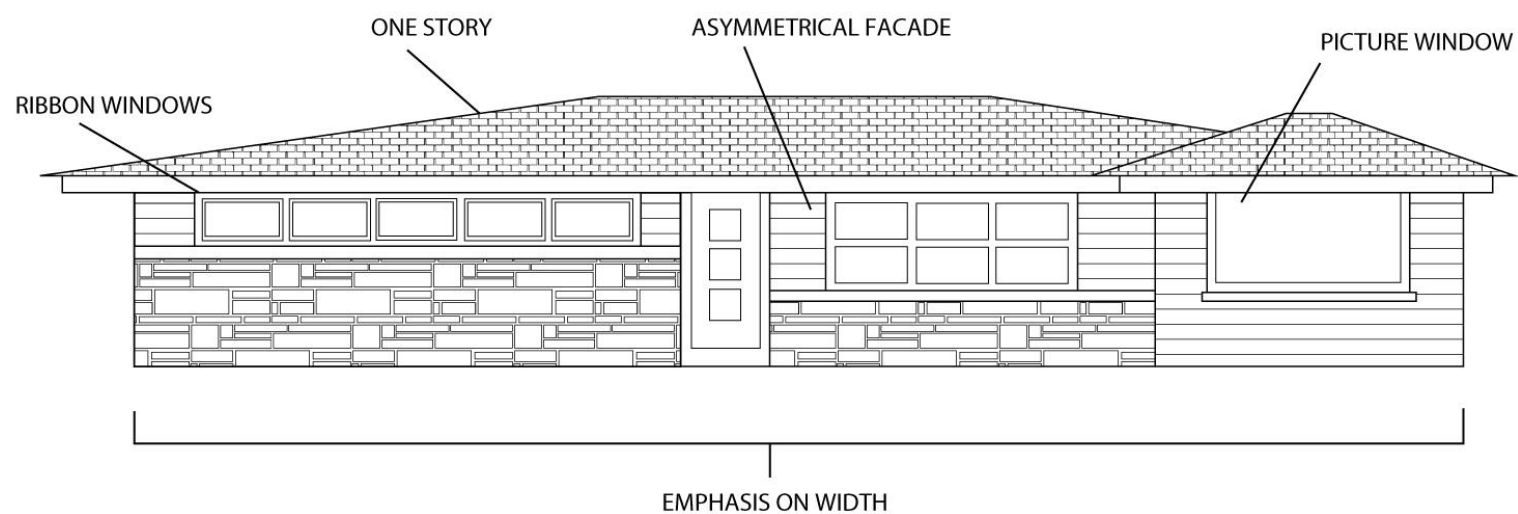 ONE STORY
ASYMMETRICAL FACADE
PICTURE WINDOW
RIBBON WINDOWS
EMPHASIS ON WIDTH